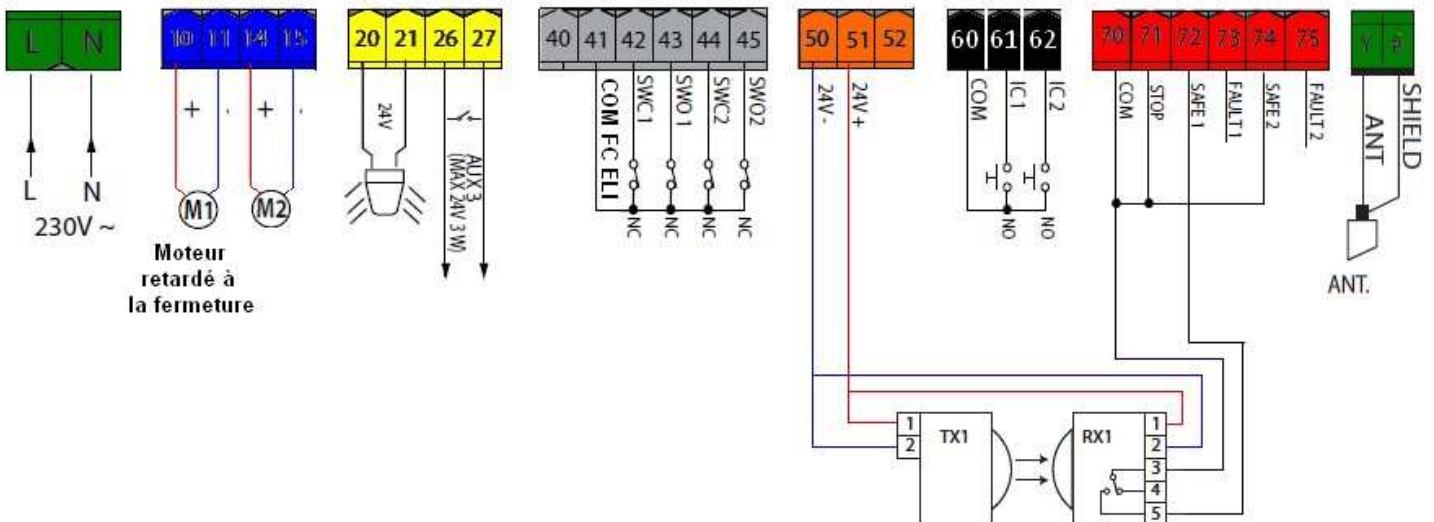 L N
10 11 14 15
20 21 26 27
40 41 42 43 44 45
50 51 52
60 61 62
70 71 72 73 74 75
Y #
L
N
230V ~
+ - + -
M1
M2
Moteur
retardé à
la fermeture
24V
AUX 3
(MAX 24V 3 W)
COM FC ELI
SWC1
SWO1
SWC2
SWO2
NC
NC
NC
NC
24V -
24V +
COM
IC1
IC2
NO
NO
COM
STOP
SAFE 1
FAULT 1
SAFE 2
FAULT 2
ANT
SHIELD
ANT.
1
2
TX1
RX1
1
2
3
4
5